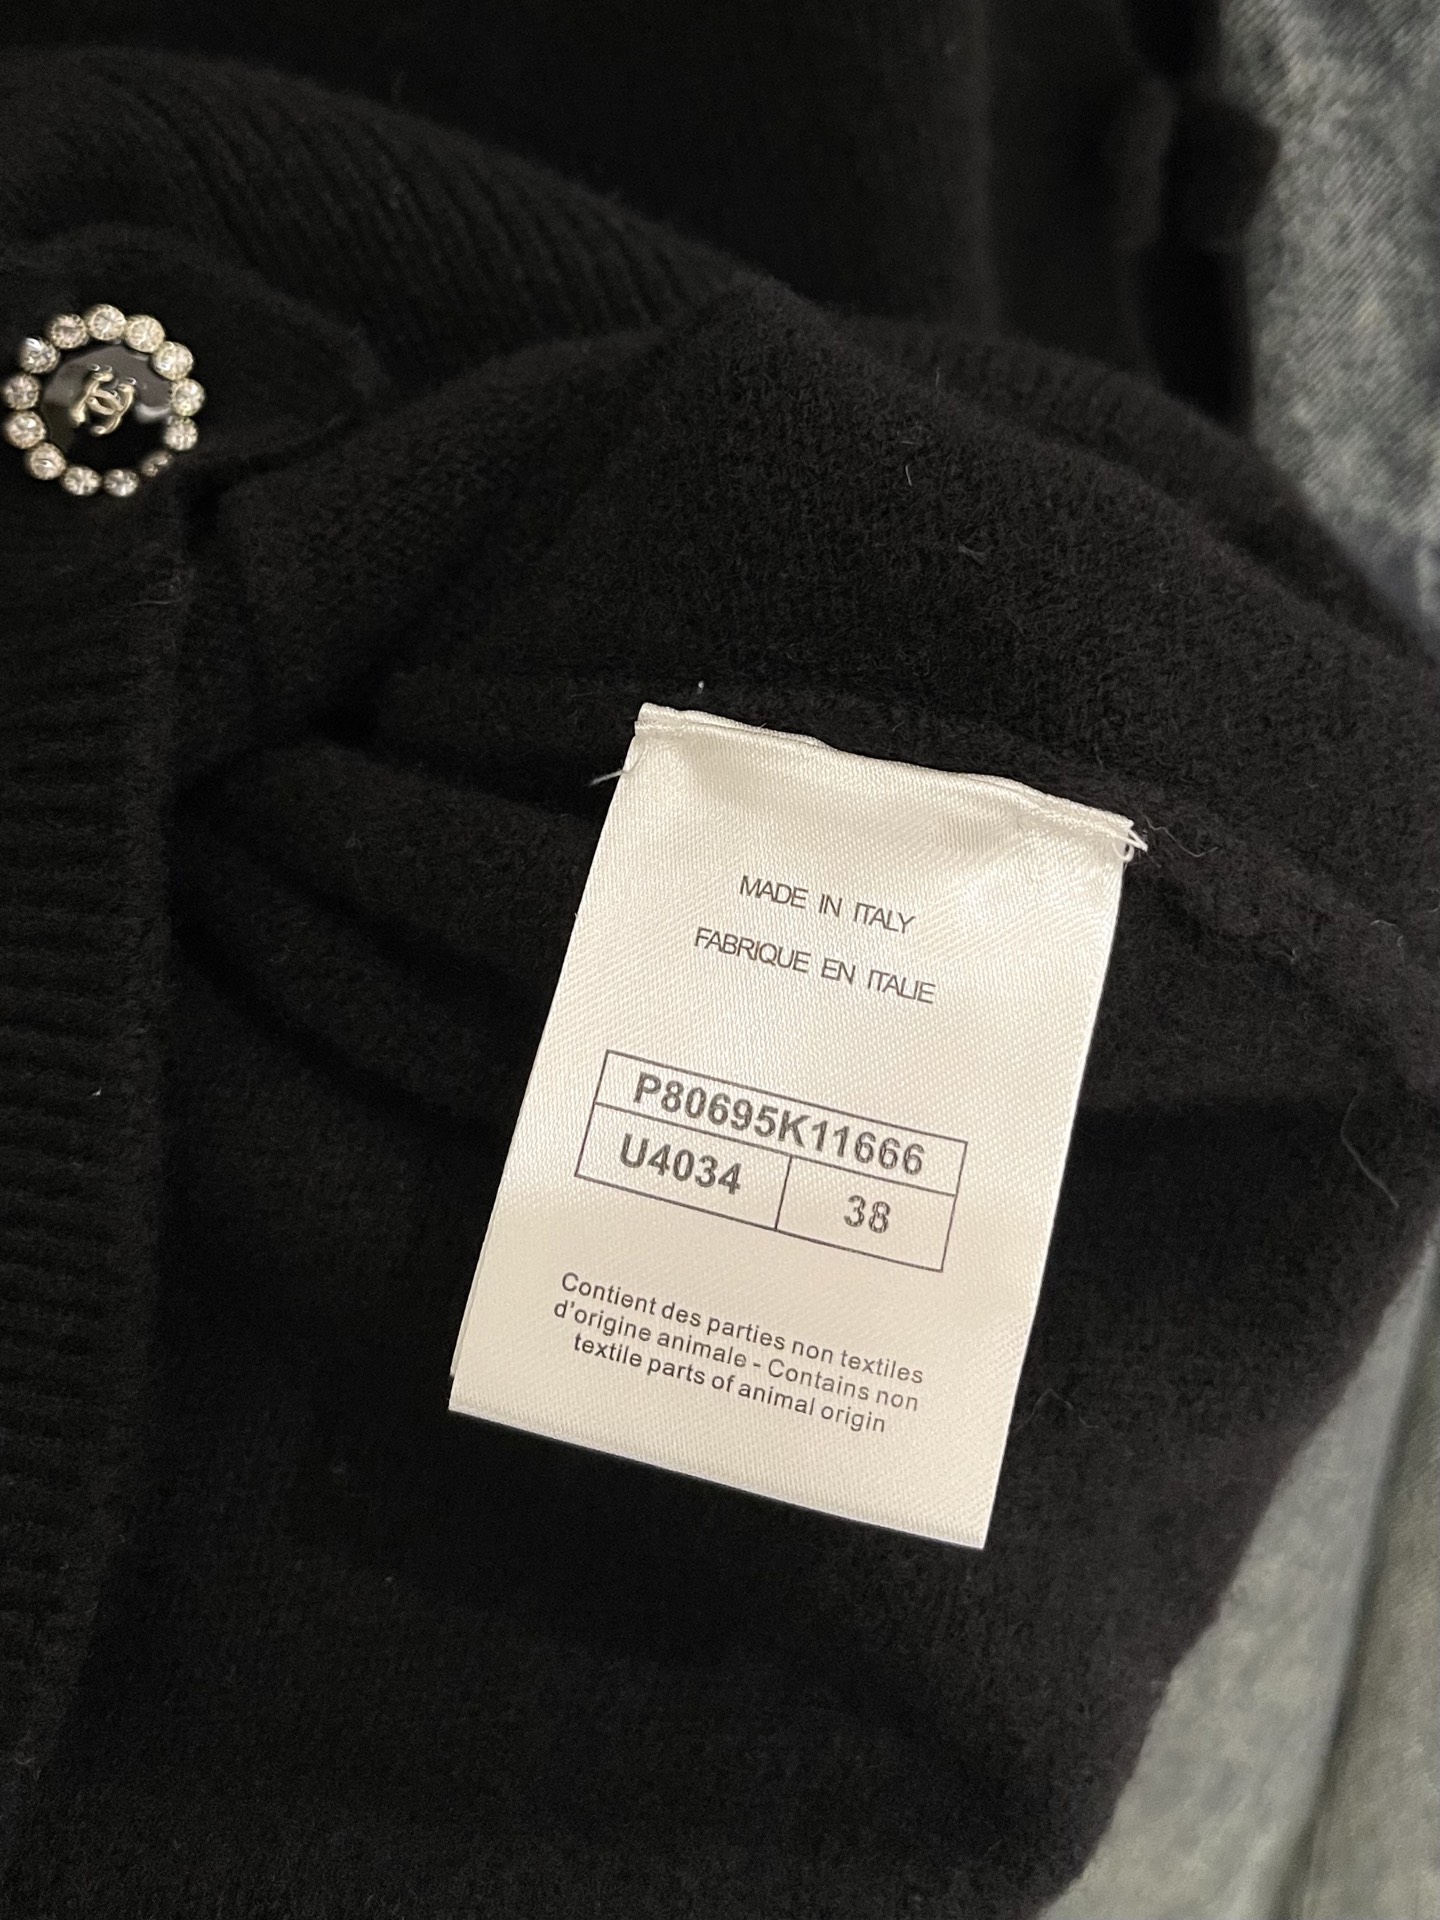 MADE IN ITALY
FABRIQUE EN ITALIE
P80695K11666
U4034 38
Contient des parties non textiles
d'origine animale - Contains non
textile parts of animal origin